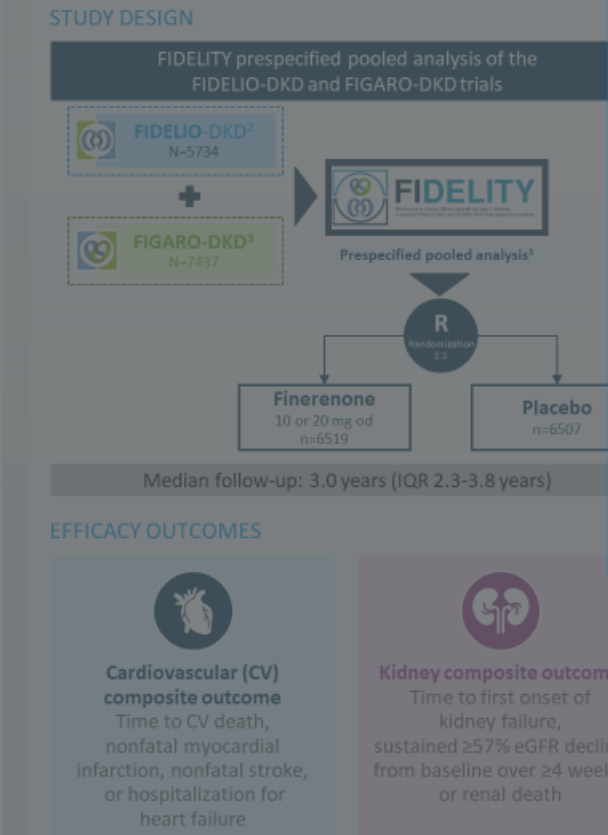 STUDY DESIGN
FIDELITY prespecified pooled analysis of the
FIDELIO-DKD and FIGARO-DKD trials
FIDELIO-DKD²
N=5734
FIGARO-DKD³
N=7437
FIDELITY
Prespecified pooled analysis¹
R
Randomization
1:1
Finerenone
10 or 20 mg od
n=6519
Placebo
n=6507
Median follow-up: 3.0 years (IQR 2.3-3.8 years)
EFFICACY OUTCOMES
Cardiovascular (CV)
composite outcome
Time to CV death,
nonfatal myocardial
infarction, nonfatal stroke,
or hospitalization for
heart failure
Kidney composite outcom
Time to first onset of
kidney failure,
sustained ≥57% eGFR declin
from baseline over ≥4 week
or renal death